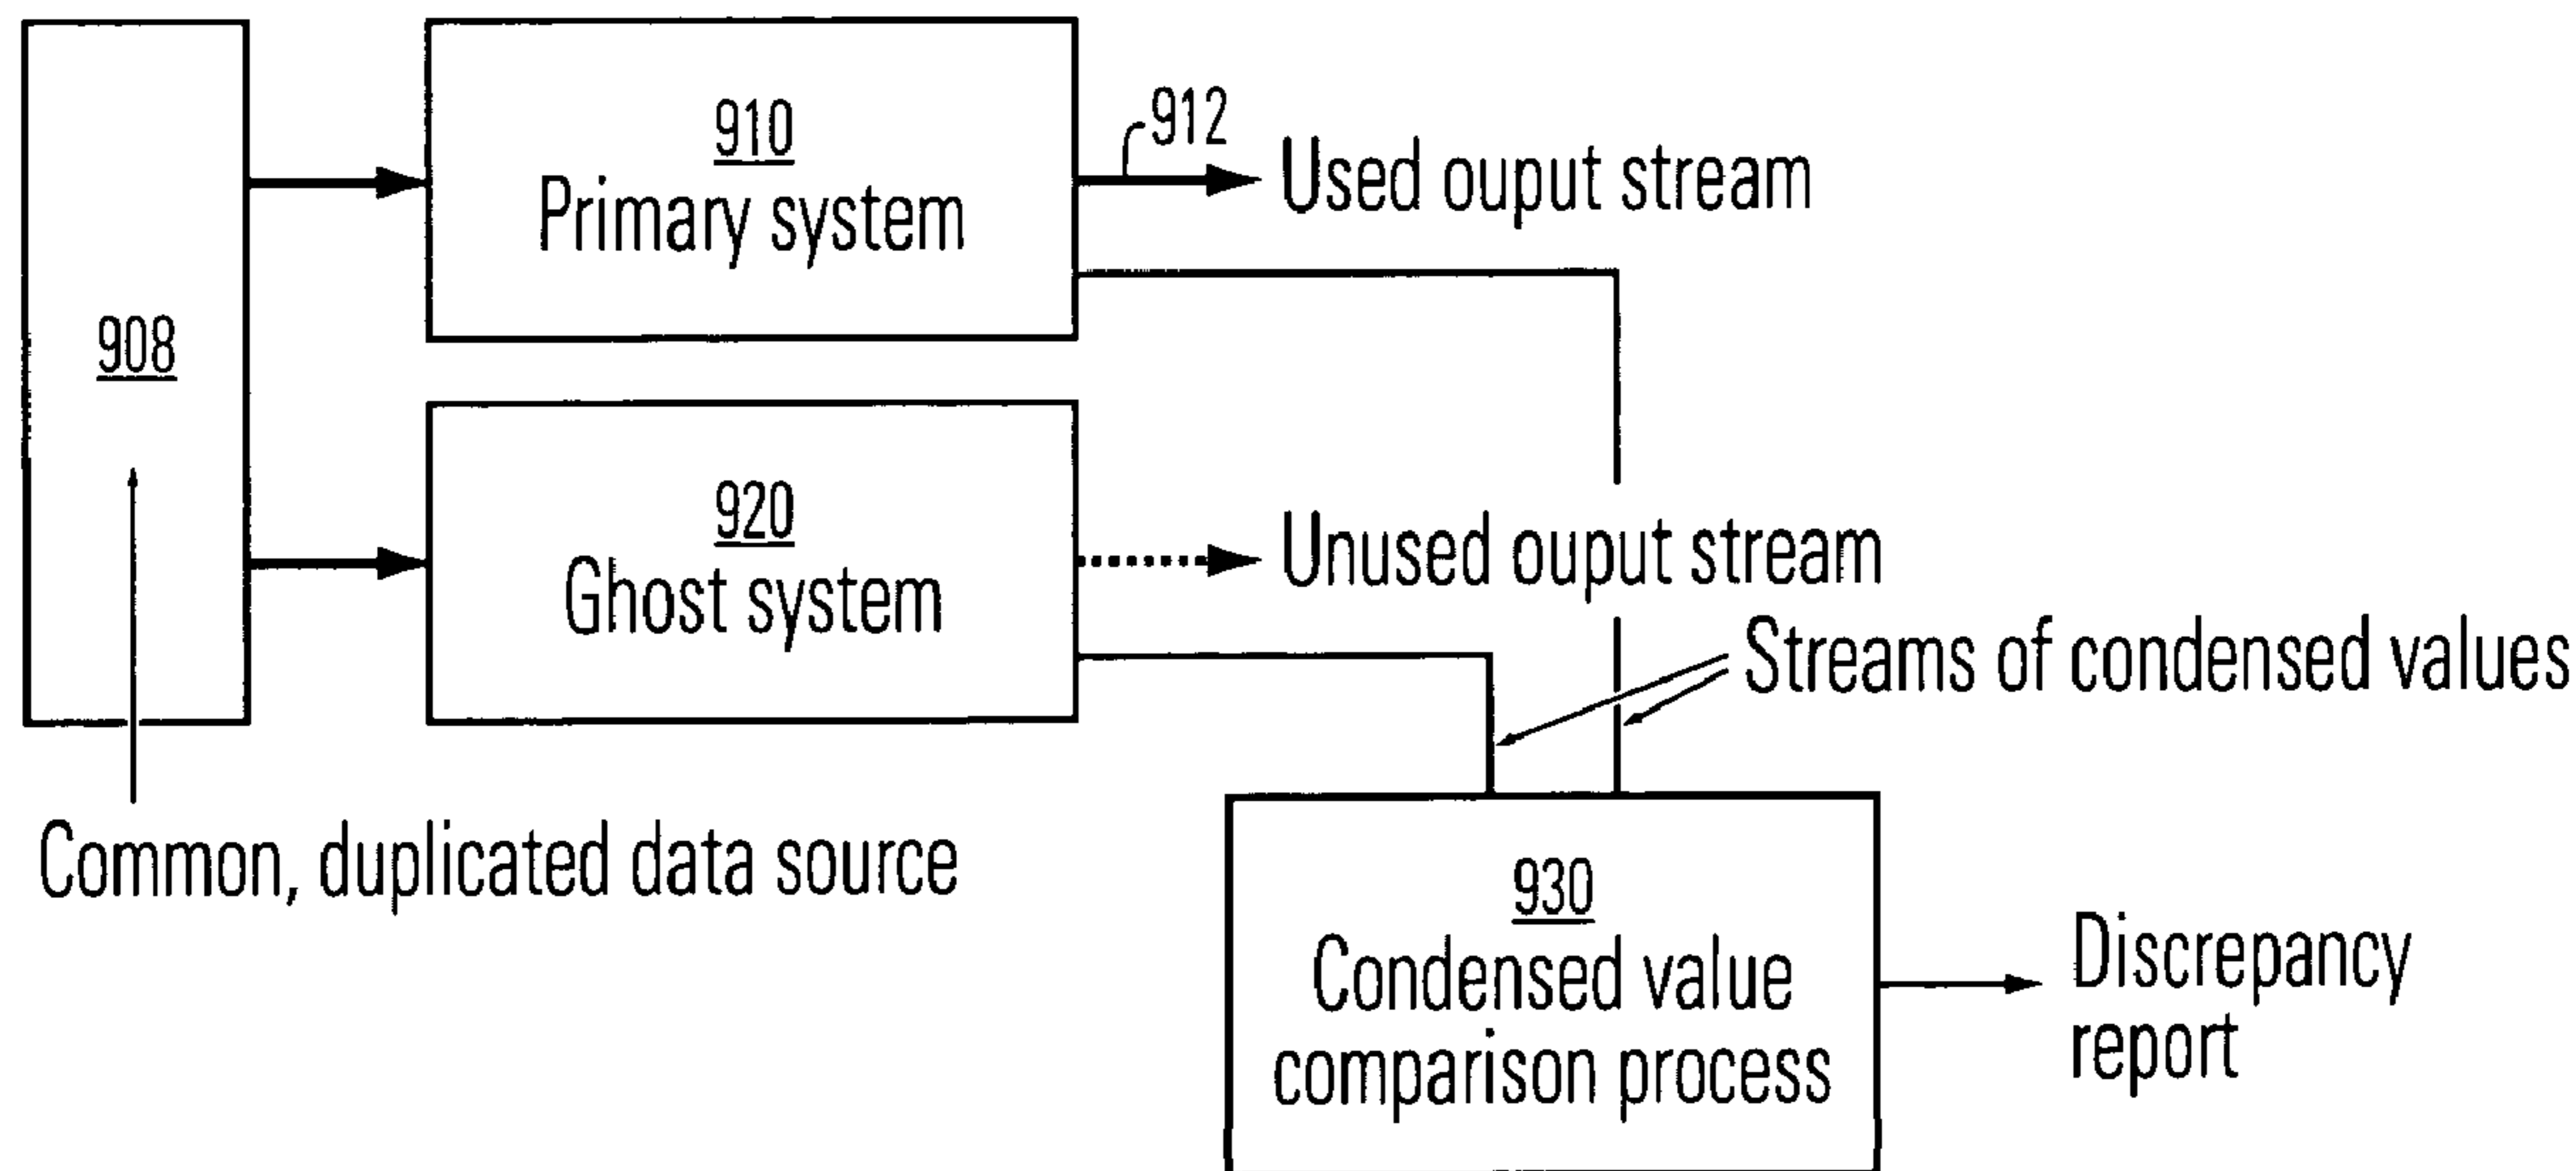 910
Primary system
912
Used ouput stream
908
920
Ghost system
Unused ouput stream
Streams of condensed values
Common, duplicated data source
930
Condensed value
comparison process
Discrepancy
report